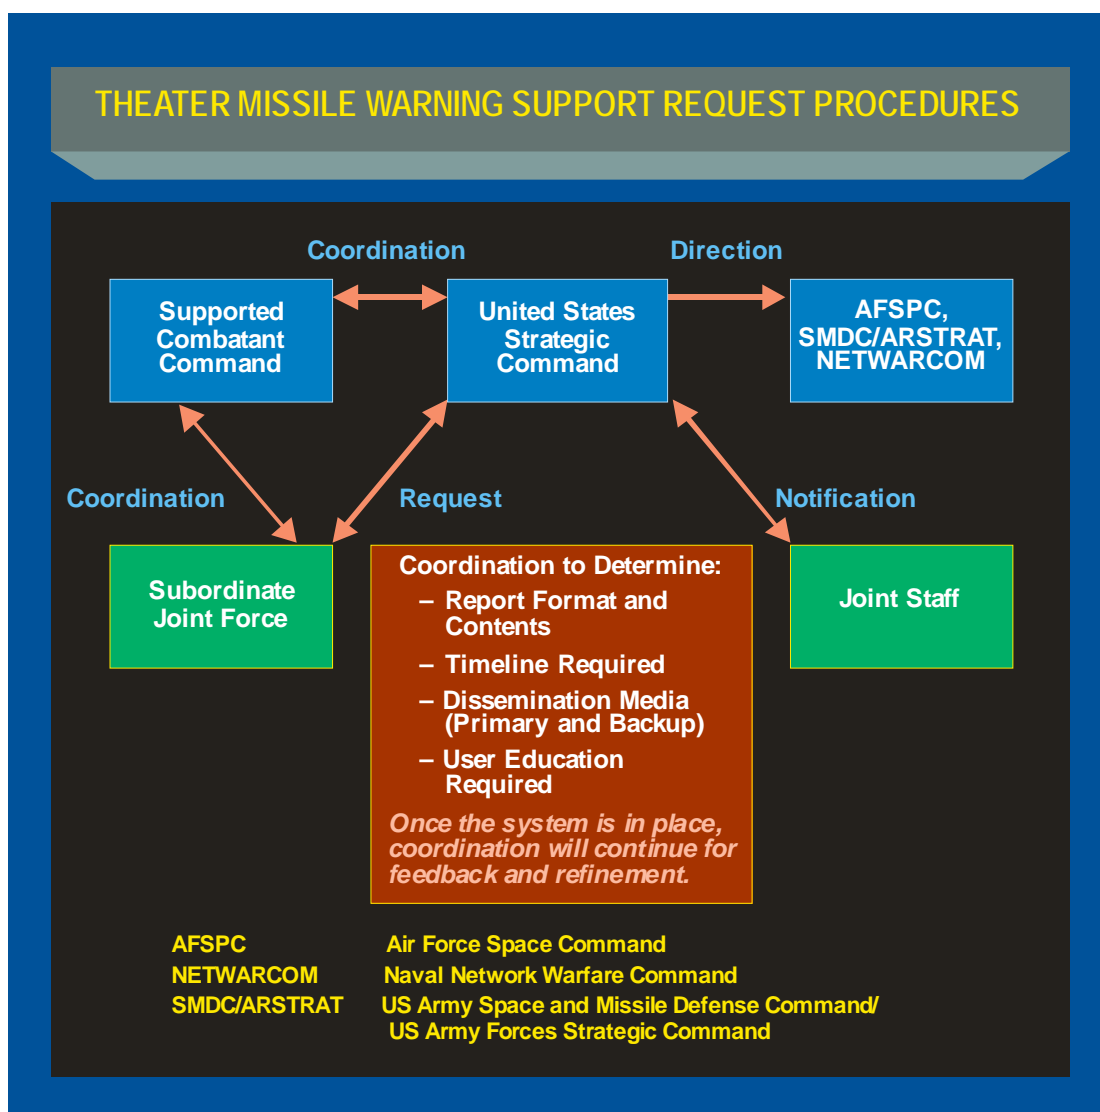 THEATER MISSILE WARNING SUPPORT REQUEST PROCEDURES
Coordination
Direction
Supported
Combatant
Command
United States
Strategic
Command
AFSPC,
SMDC/ARSTRAT,
NETWARCOM
Coordination
Request
Notification
Subordinate
Joint Force
Coordination to Determine:
– Report Format and
Contents
– Timeline Required
– Dissemination Media
(Primary and Backup)
– User Education
Required
Once the system is in place,
coordination will continue for
feedback and refinement.
Joint Staff
AFSPC Air Force Space Command
NETWARCOM Naval Network Warfare Command
SMDC/ARSTRAT US Army Space and Missile Defense Command/
US Army Forces Strategic Command